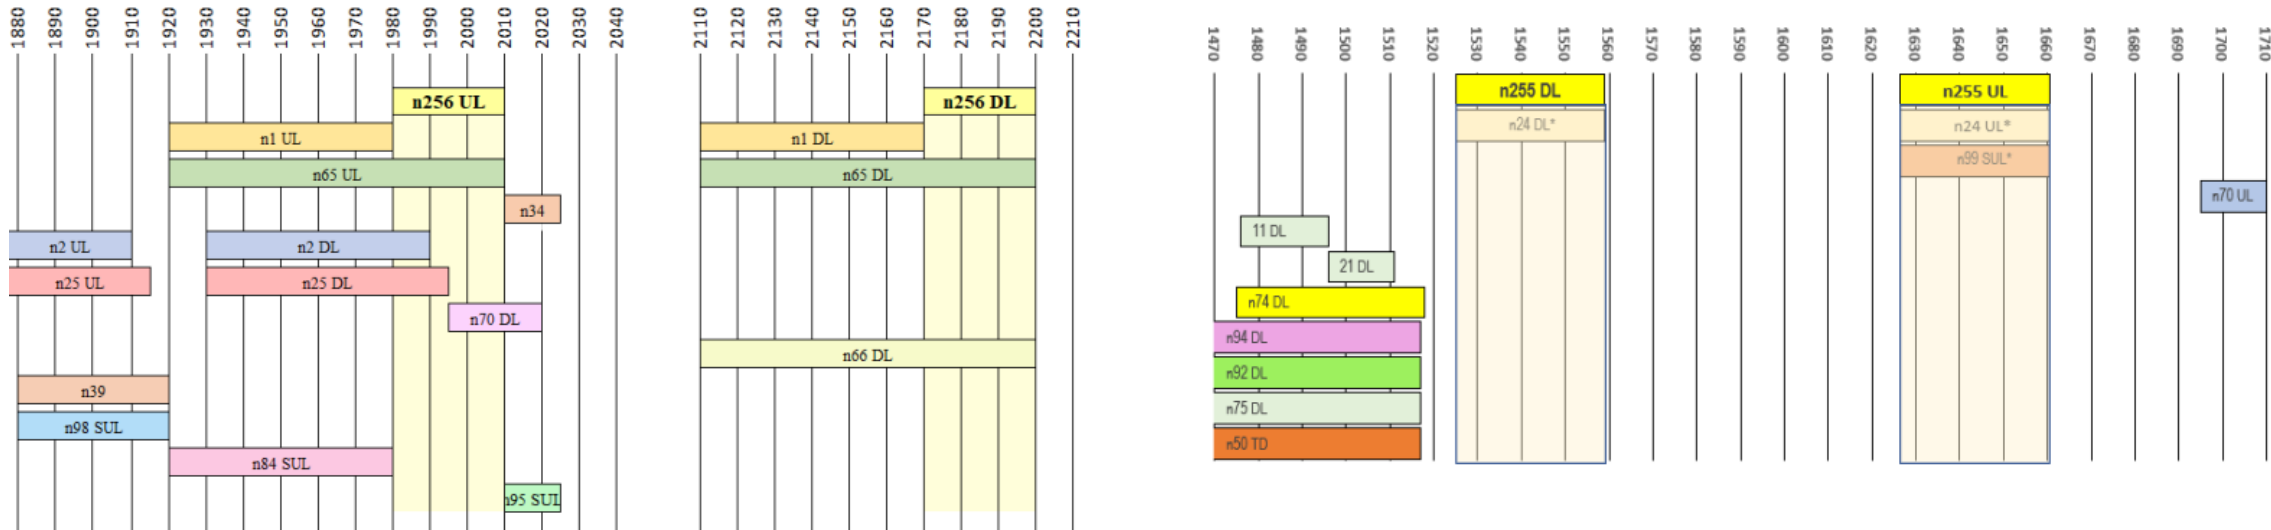 1880 1890 1900 1910 1920 1930 1940 1950 1960 1970 1980 1990 2000 2010 2020 2030 2040
n256 UL
n1 UL
n65 UL
n34
n2 UL n2 DL
n25 UL n25 DL
n70 DL
n39
n98 SUL
n84 SUL
n95 SUL
2110 2120 2130 2140 2150 2160 2170 2180 2190 2200 2210
n256 DL
n1 DL
n65 DL
n66 DL
1470 1480 1490 1500 1510 1520 1530 1540 1550 1560 1570 1580 1590 1600 1610 1620 1630 1640 1650 1660 1670 1680 1690 1700 1710
n255 DL n255 UL
n24 DL* n24 UL*
n99 SUL*
n70 UL
11 DL
21 DL
n74 DL
n94 DL
n92 DL
n75 DL
n50 TD